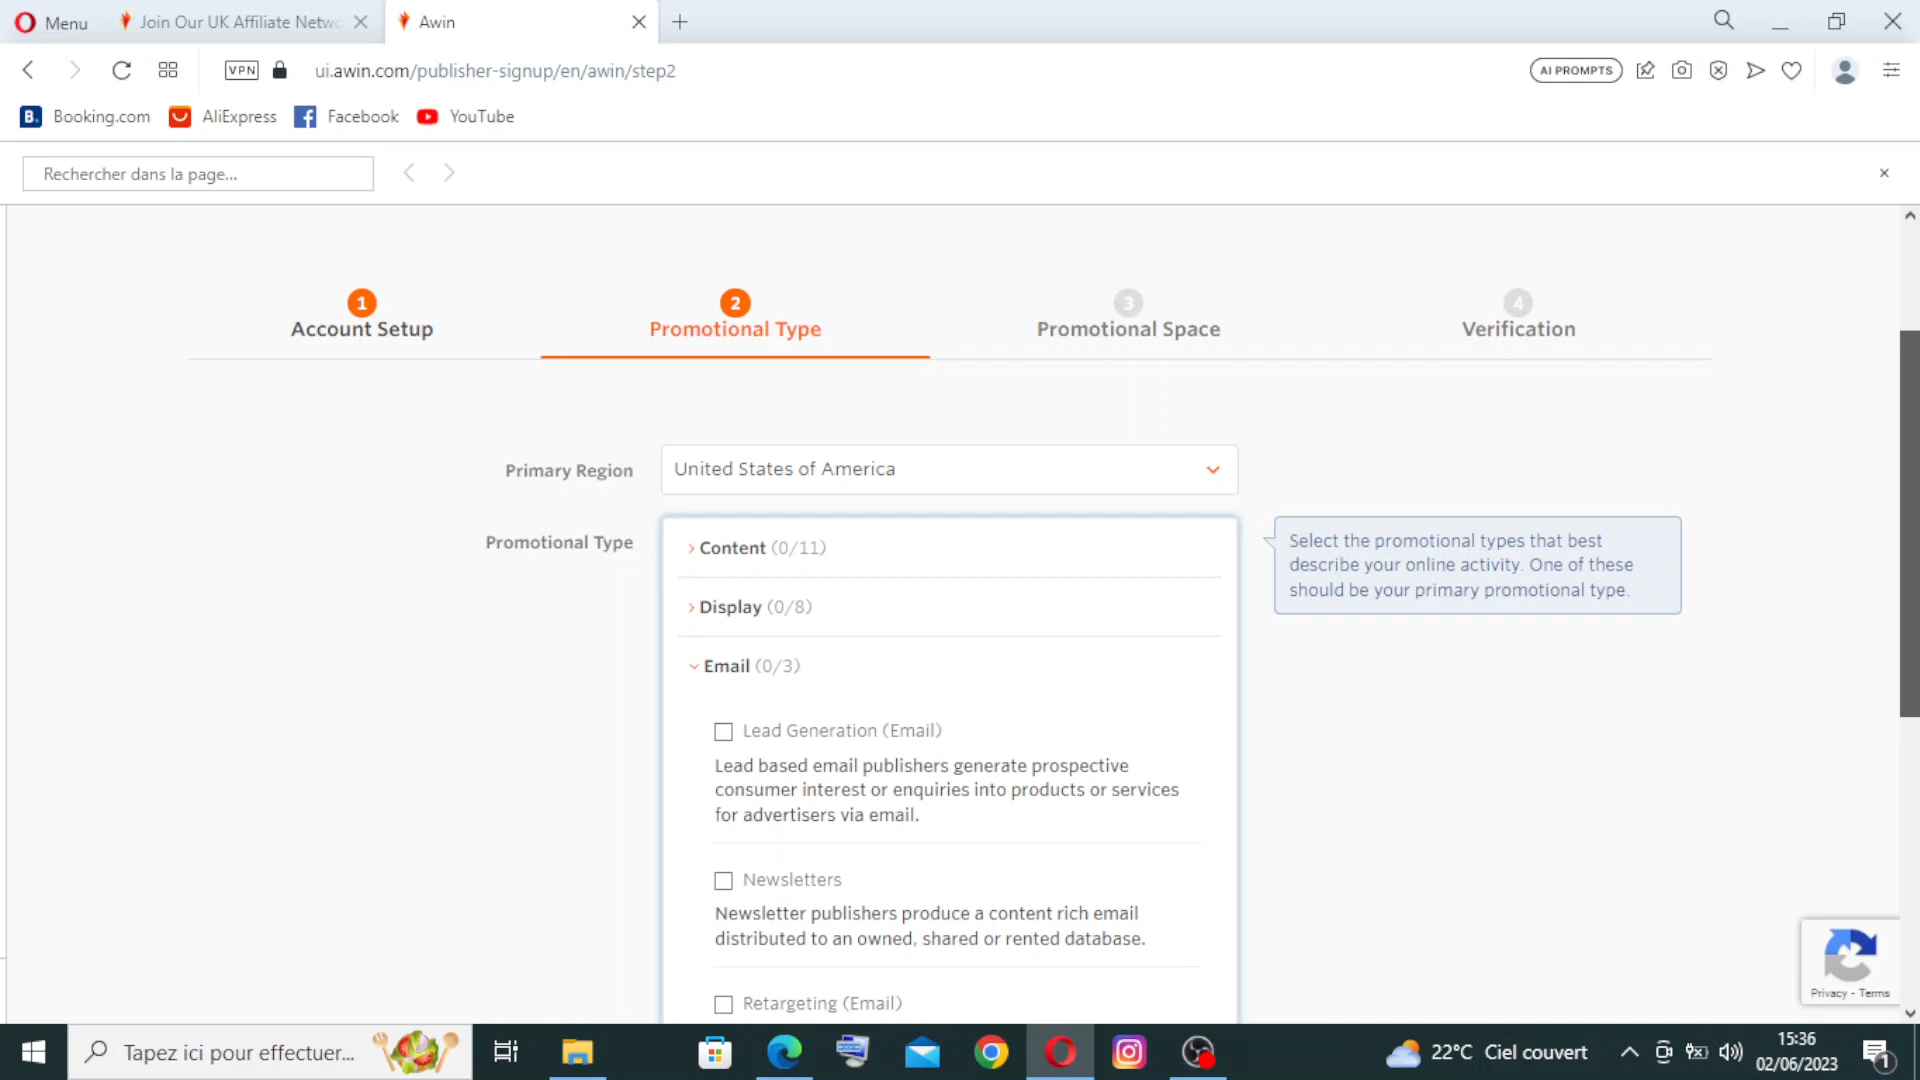 Menu
Join Our UK Affiliate Netwo
Awin
VPN
ui.awin.com/publisher-signup/en/awin/step2
AI PROMPTS
B. Booking.com
AliExpress
Facebook
YouTube
Rechercher dans la page...
1
Account Setup
2
Promotional Type
3
Promotional Space
4
Verification
Primary Region
United States of America
Promotional Type
Content (0/11)
Display (0/8)
Email (0/3)
Lead Generation (Email)
Lead based email publishers generate prospective
consumer interest or enquiries into products or services
for advertisers via email.
Newsletters
Newsletter publishers produce a content rich email
distributed to an owned, shared or rented database.
Retargeting (Email)
Select the promotional types that best
describe your online activity. One of these
should be your primary promotional type.
Privacy - Terms
Tapez ici pour effectuer...
22°C Ciel couvert
15:36
02/06/2023
1